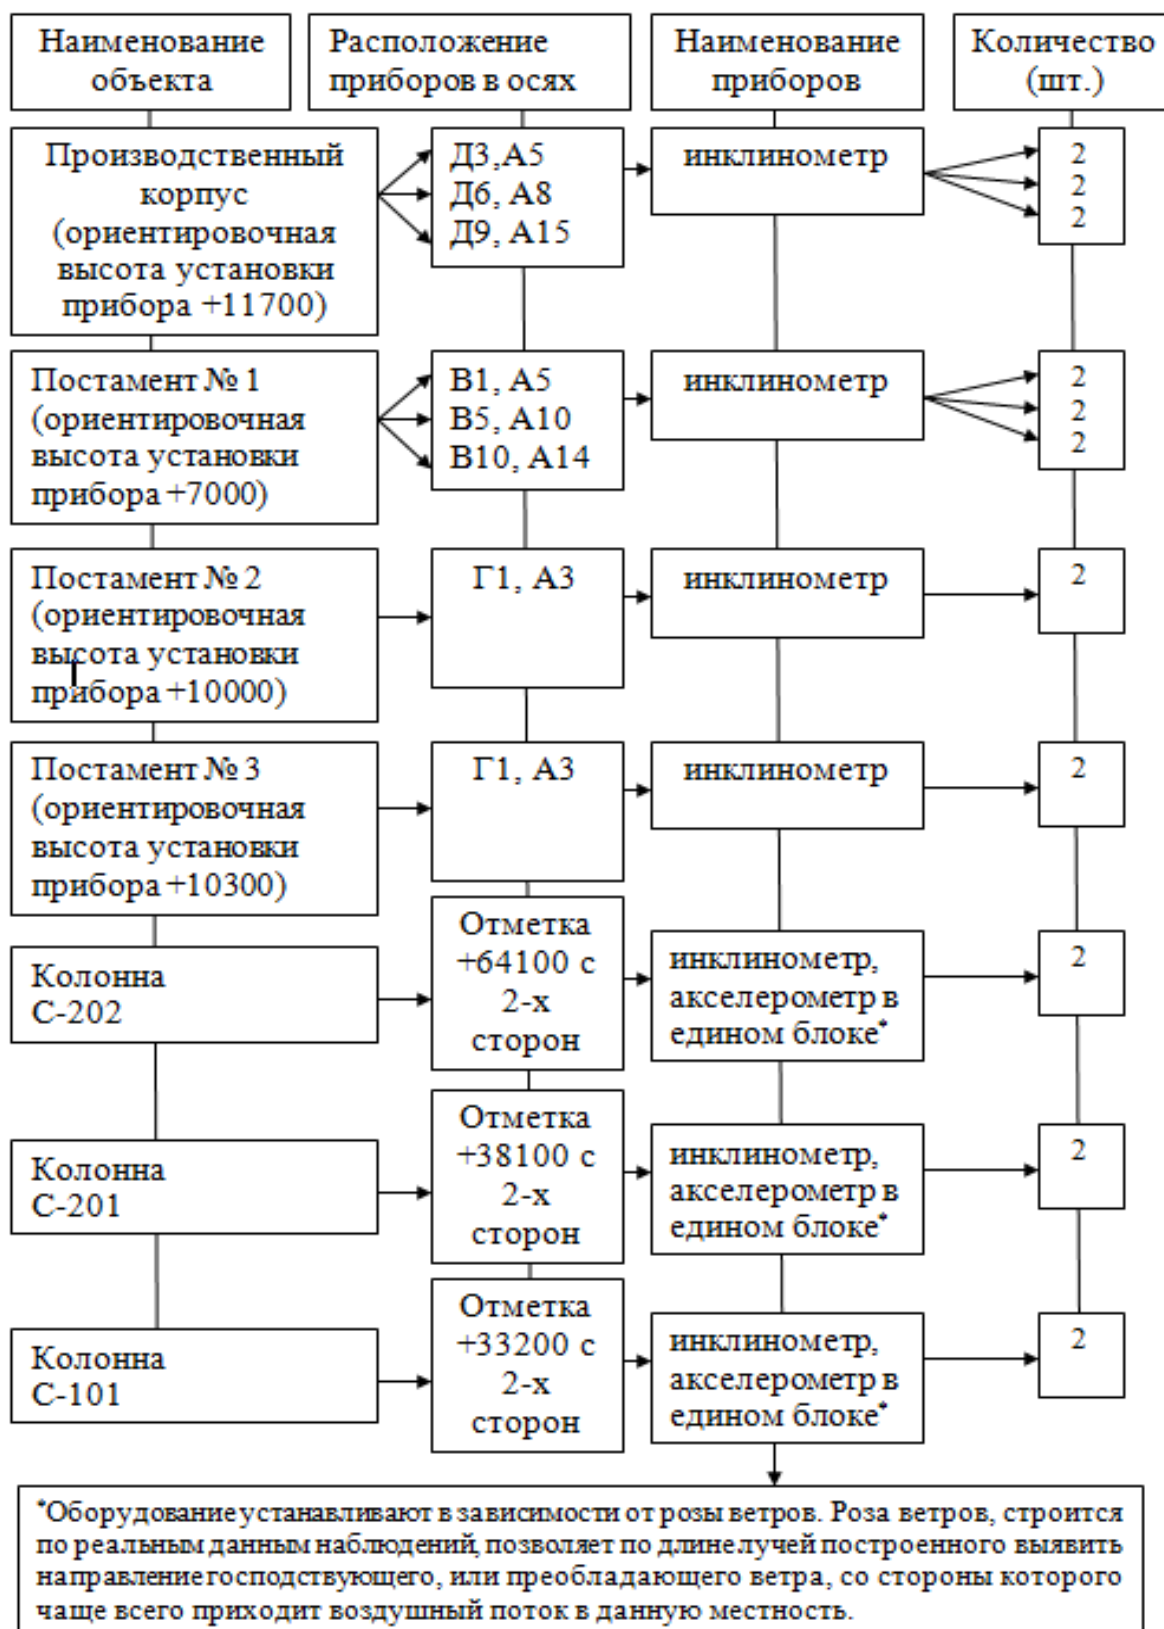 Наименование
объекта
Расположение
приборов в осях
Наименование
приборов
Количество
(шт.)
Производственный
корпус
(ориентировочная
высота установки
прибора +11700)
Д3,А5
Д6, А8
Д9, А15
инклинометр
2
2
2
Постамент № 1
(ориентировочная
высота установки
прибора +7000)
В1, А5
В5, А10
В10, А14
инклинометр
2
2
2
Постамент № 2
(ориентировочная
высота установки
прибора +10000)
Г1, А3
инклинометр
2
Постамент № 3
(ориентировочная
высота установки
прибора +10300)
Г1, А3
инклинометр
2
Колонна
С-202
Отметка
+64100 с
2-х
сторон
инклинометр,
акселерометр в
едином блоке*
2
Колонна
С-201
Отметка
+38100 с
2-х
сторон
инклинометр,
акселерометр в
едином блоке*
2
Колонна
С-101
Отметка
+33200 с
2-х
сторон
инклинометр,
акселерометр в
едином блоке*
2
*Оборудование устанавливают в зависимости от розы ветров. Роза ветров, строится
по реальным данным наблюдений, позволяет по длине лучей построенного выявить
направление господствующего, или преобладающего ветра, со стороны которого
чаще всего приходит воздушный поток в данную местность.